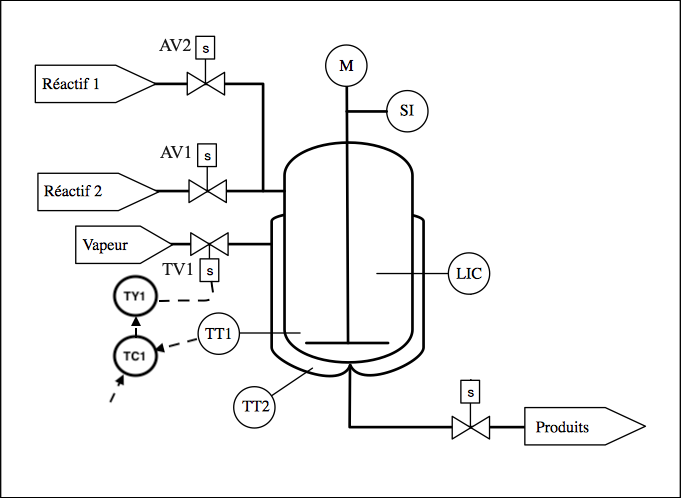 AV2
s
M
Réactif 1
SI
AV1
s
Réactif 2
Vapeur
TV1
s
LIC
TY1
TT1
TC1
TT2
s
Produits